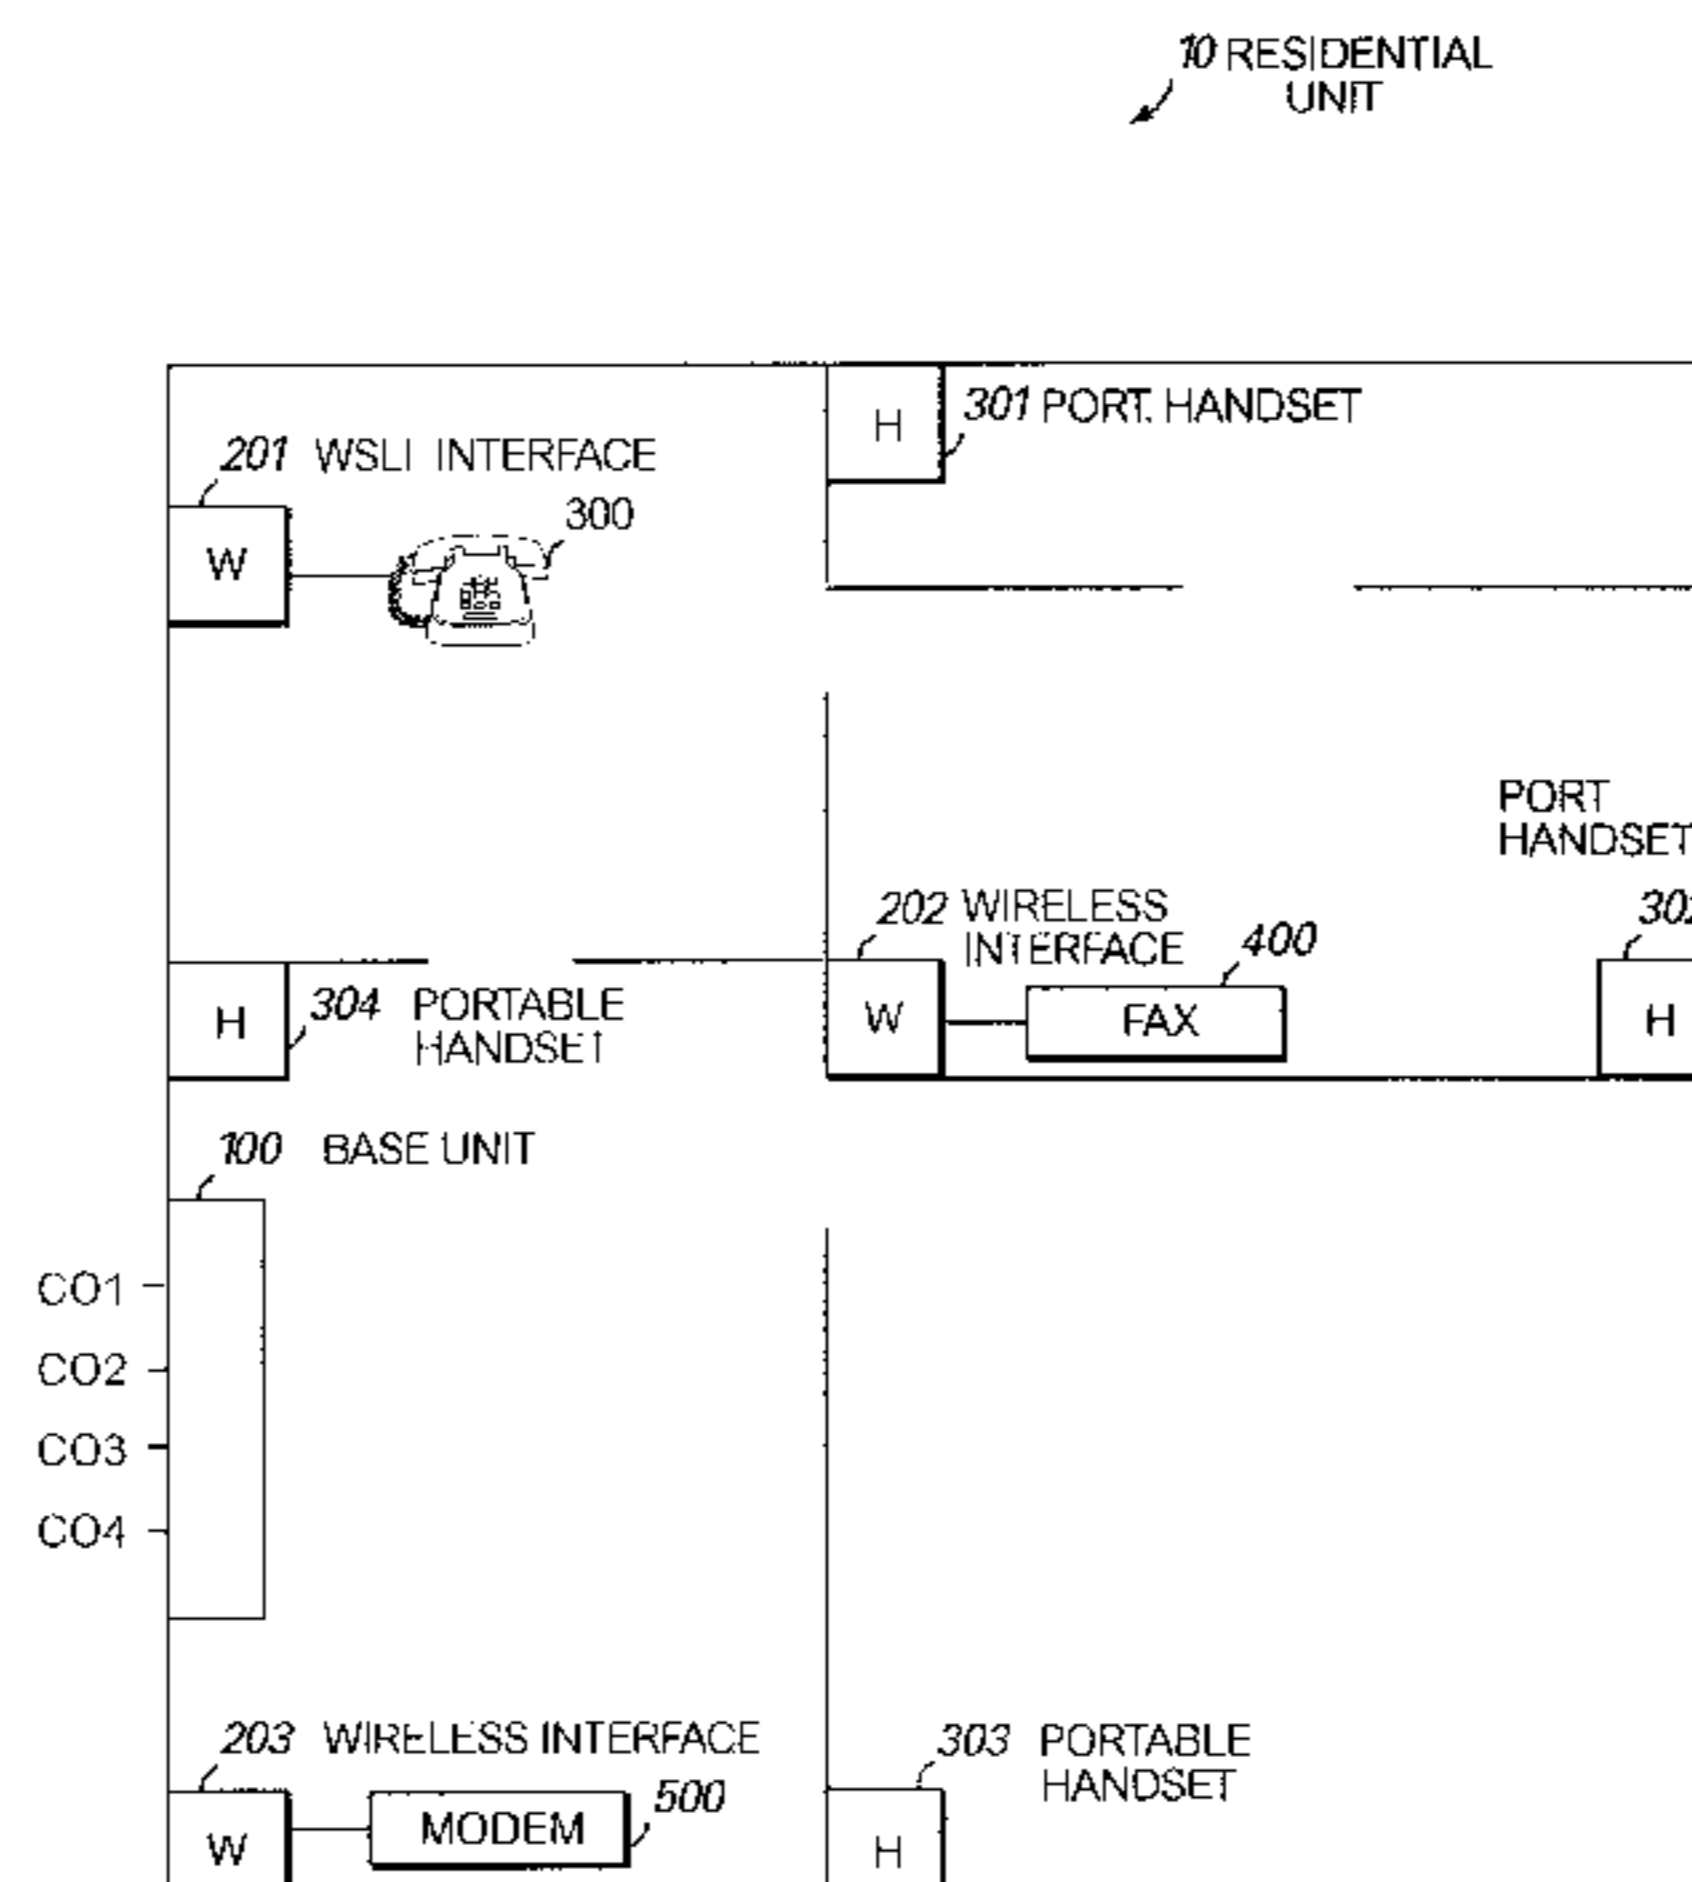 10 RESIDENTIAL
UNIT
H
301 PORT. HANDSET
201 WSLI INTERFACE
300
W
PORT
HANDSET
202 WIRELESS
INTERFACE
400
302
H
304 PORTABLE
HANDSET
W
FAX
H
100 BASE UNIT
CO1
CO2
CO3
CO4
203 WIRELESS INTERFACE
303 PORTABLE
HANDSET
500
W
MODEM
H